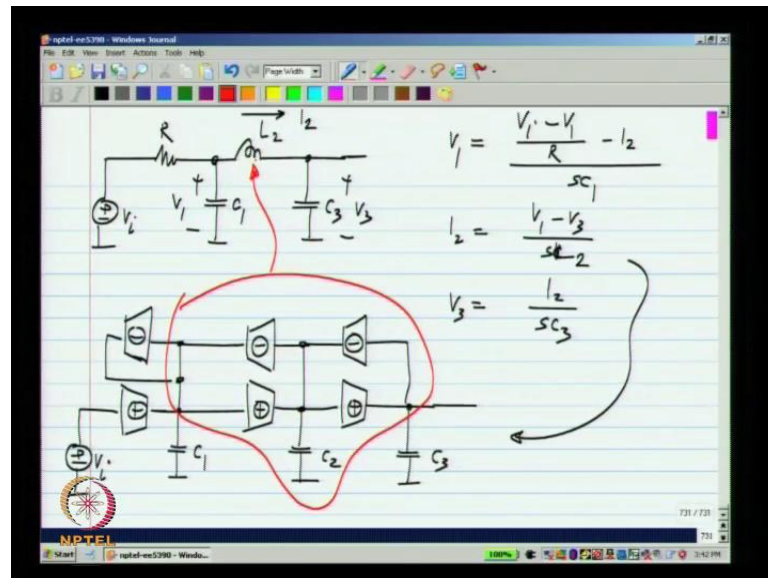 nptel-ee5390 - Windows Journal
File Edit View Insert Actions Tools Help
Page Width
B I
R L2 I2
Vi + V1 - C1 + C3 V3 -
V1 = (Vi - V1)/R - I2 / sC1
I2 = V1 - V3 / sL2
V3 = I2 / sC3
- - -
+ + +
Vi C1 C2 C3
731 / 731
731
NPTEL
Start nptel-ee5390 - Windo... 100% 3:42 PM